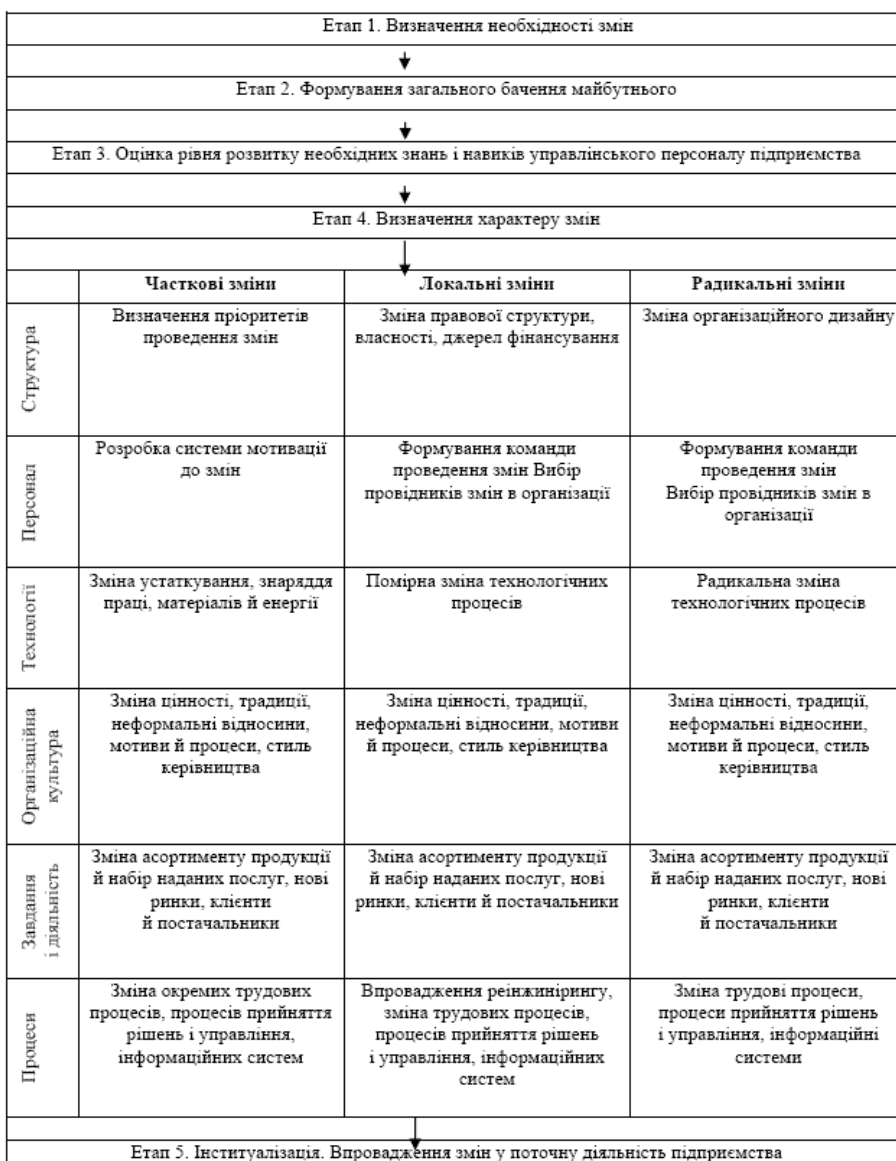 Етап 1. Визначення необхідності змін
Етап 2. Формування загального бачення майбутнього
Етап 3. Оцінка рівня розвитку необхідних знань і навиків управлінського персоналу підприємства
Етап 4. Визначення характеру змін
Часткові зміни
Локальні зміни
Радикальні зміни
Структура
Визначення пріоритетів
проведення змін
Зміна правової структури,
власності, джерел фінансування
Зміна організаційного дизайну
Персонал
Розробка системи мотивації
до змін
Формування команди
проведення змін Вибір
провідників змін в організації
Формування команди
проведення змін
Вибір провідників змін в
організації
Технології
Зміна устаткування, знаряддя
праці, матеріалів й енергії
Помірна зміна технологічних
процесів
Радикальна зміна
технологічних процесів
Організаційна
культура
Зміна цінності, традиції,
неформальні відносини,
мотиви й процеси, стиль
керівництва
Зміна цінності, традиції,
неформальні відносини, мотиви
й процеси, стиль керівництва
Зміна цінності, традиції,
неформальні відносини,
мотиви й процеси, стиль
керівництва
Завдання
і діяльність
Зміна асортименту продукції
й набір наданих послуг, нові
ринки, клієнти
й постачальники
Зміна асортименту продукції
й набір наданих послуг, нові
ринки, клієнти й постачальники
Зміна асортименту продукції
й набір наданих послуг, нові
ринки, клієнти
й постачальники
Процеси
Зміна окремих трудових
процесів, процесів прийняття
рішень і управління,
інформаційних систем
Впровадження реінжинірингу,
зміна трудових процесів,
процесів прийняття рішень
і управління, інформаційних
систем
Зміна трудові процеси,
процеси прийняття рішень
і управління, інформаційні
системи
Етап 5. Інституалізація. Впровадження змін у поточну діяльність підприємства